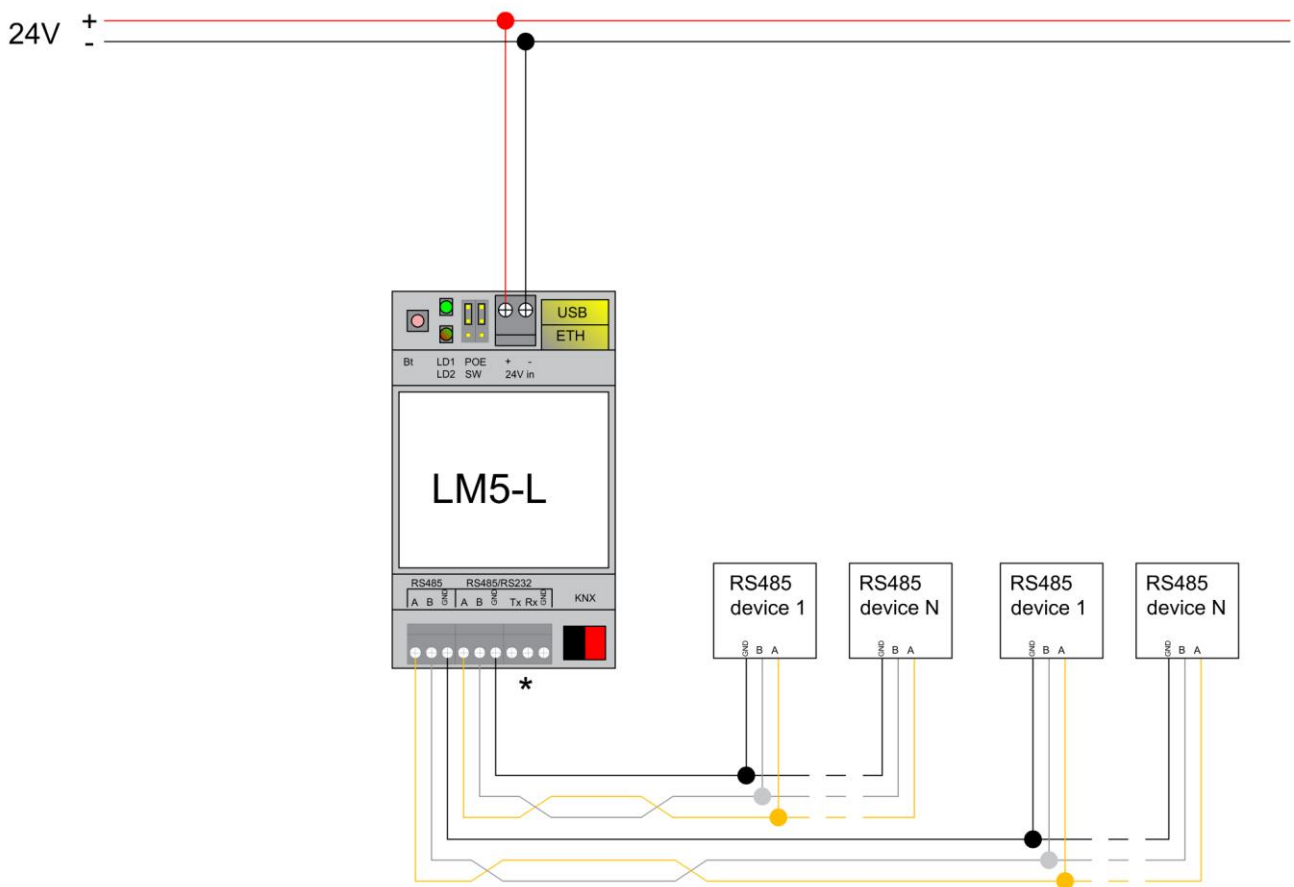 +
24V
-
USB
ETH
Bt LD1 POE + -
LD2 SW 24V in
LM5-L
RS485 RS485/RS232
A B GND A B GND Tx Rx GND KNX
*
RS485
device 1
GND B A
RS485
device N
GND B A
RS485
device 1
GND B A
RS485
device N
GND B A